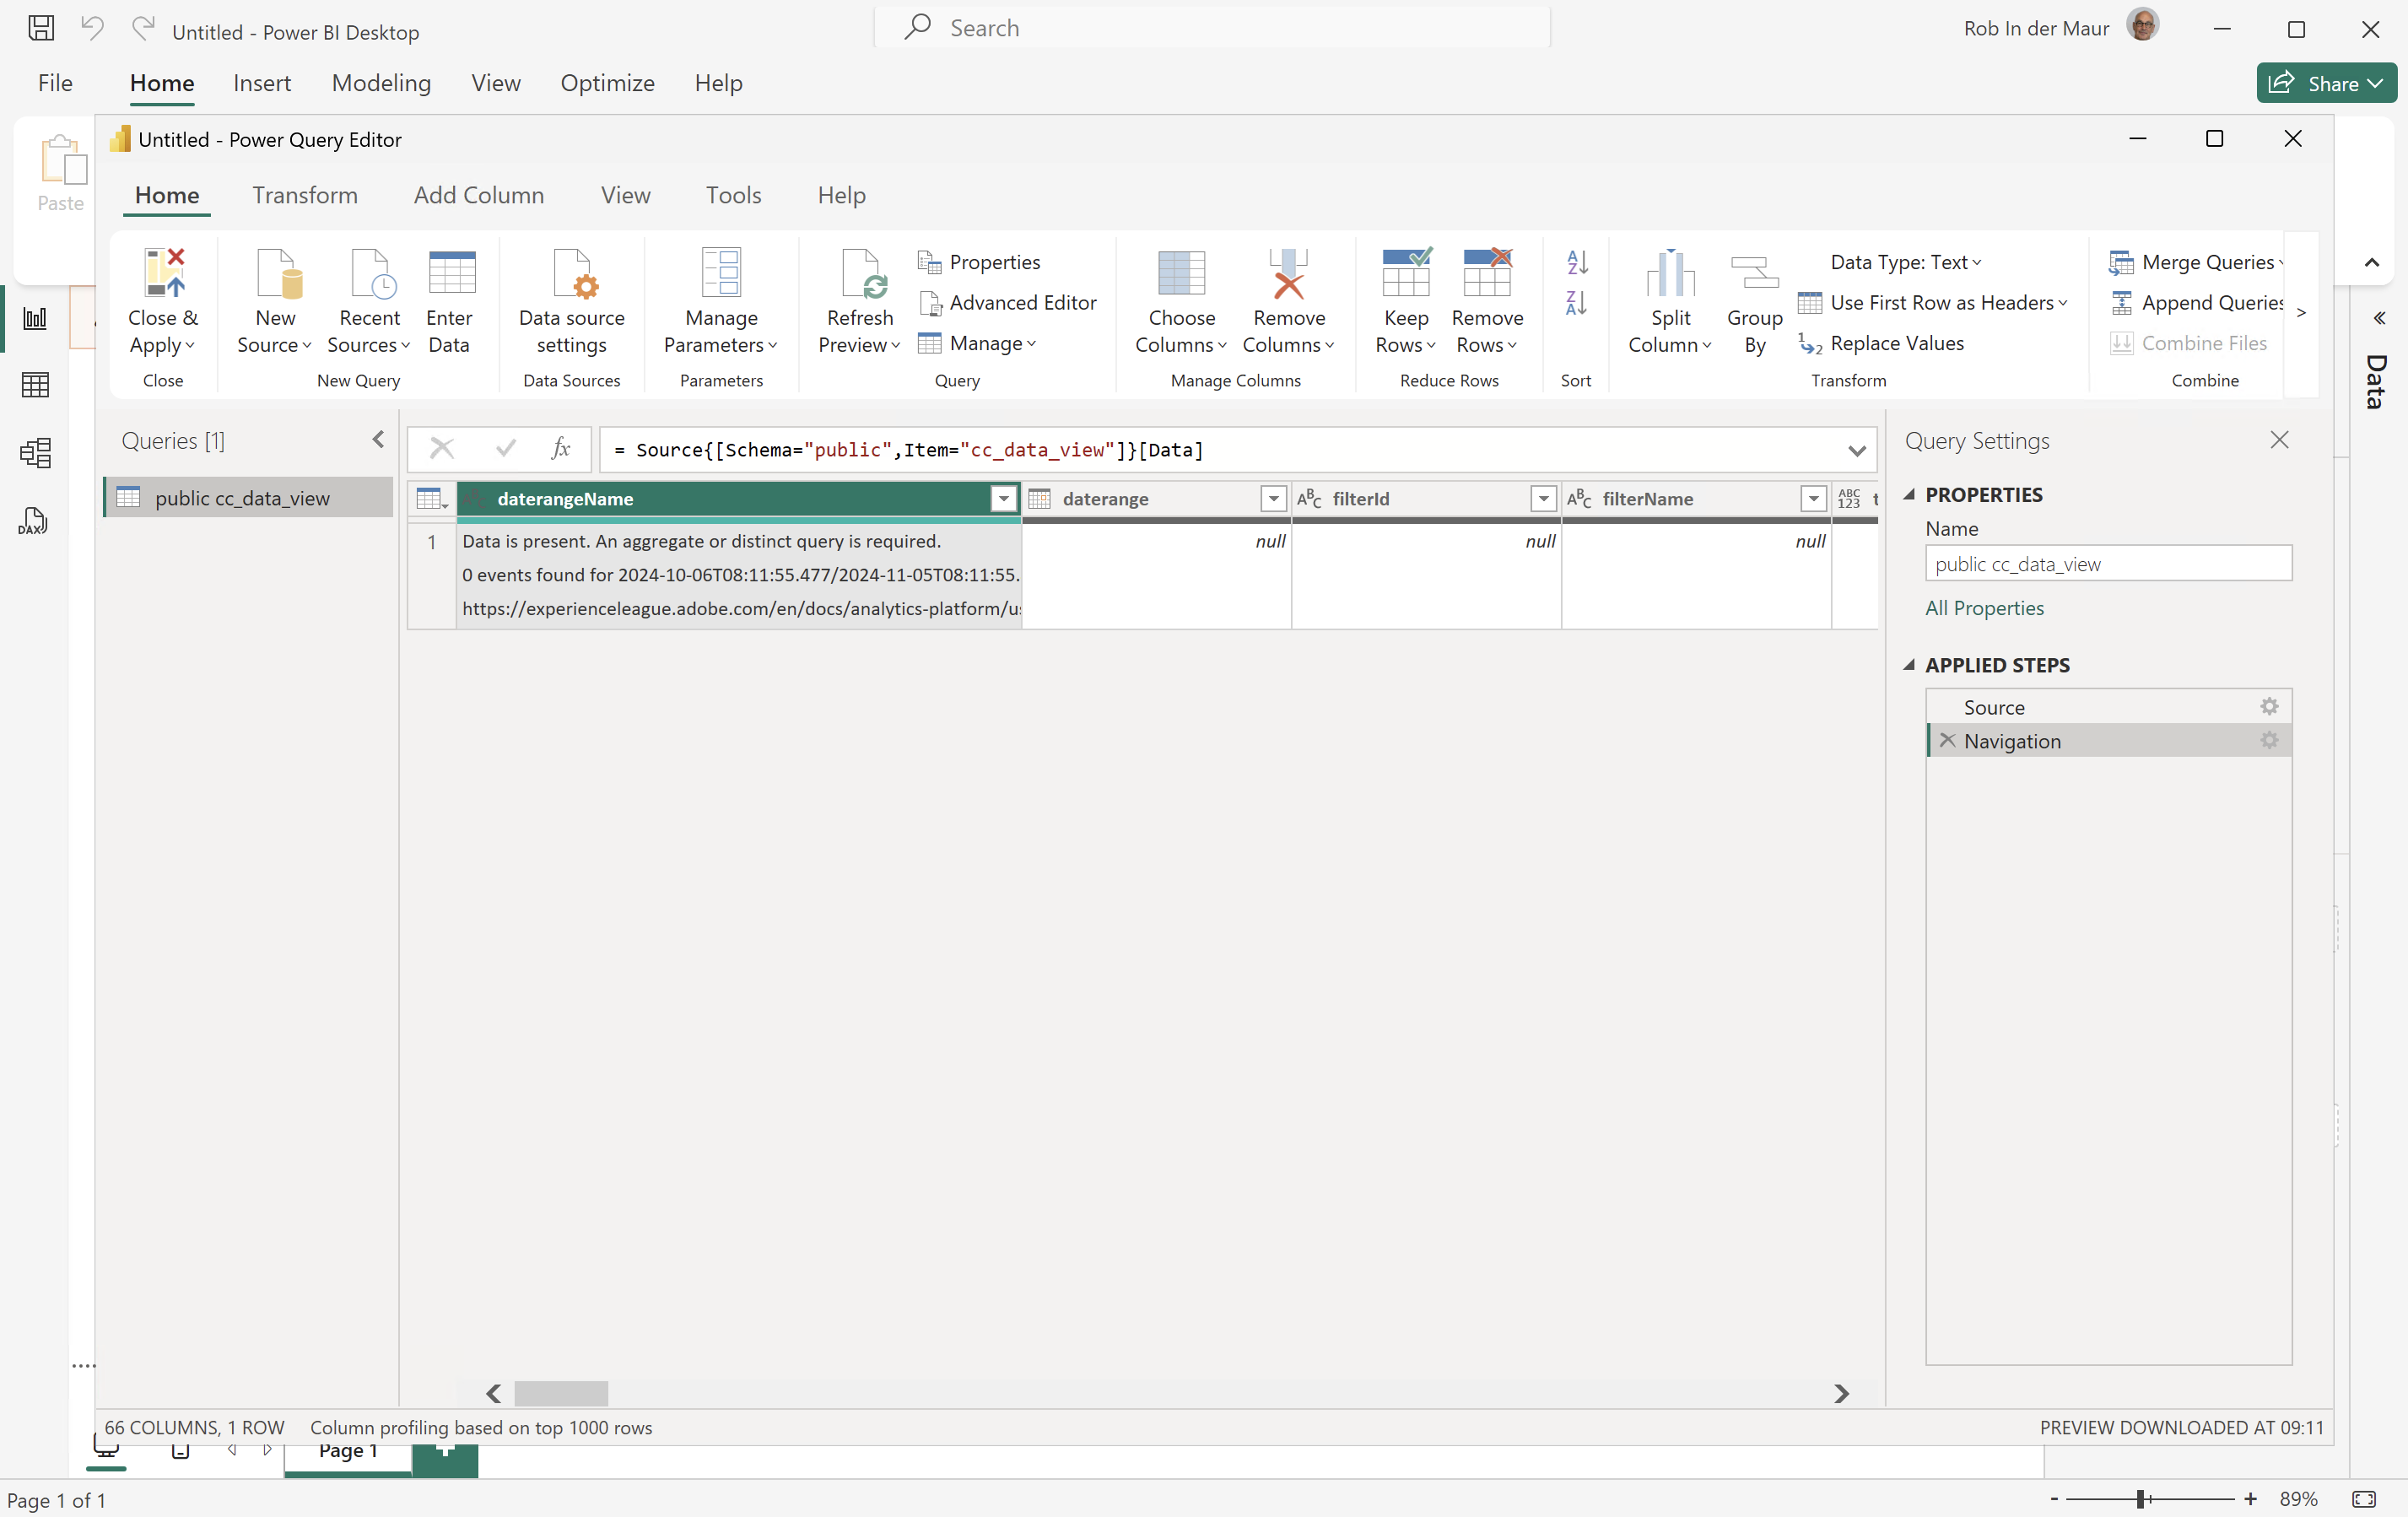 Untitled - Power BI Desktop
Search
Rob In der Maur
File
Home
Insert
Modeling
View
Optimize
Help
Share
Paste
Untitled - Power Query Editor
Home
Transform
Add Column
View
Tools
Help
Close &
Apply
Close
New
Source
Recent
Sources
Enter
Data
New Query
Data source
settings
Data Sources
Manage
Parameters
Parameters
Refresh
Preview
Properties
Advanced Editor
Manage
Query
Choose
Columns
Remove
Columns
Manage Columns
Keep
Rows
Remove
Rows
Reduce Rows
A
Z
Z
A
Sort
Split
Column
Group
By
Data Type: Text
Use First Row as Headers
1 2 Replace Values
Transform
Merge Queries
Append Queries
Combine Files
Combine
DAX
Data
Queries [1]
public cc_data_view
fx
= Source{[Schema="public",Item="cc_data_view"]}[Data]
daterangeName
daterange
ABC filterId
ABC filterName
ABC
123 t
1
Data is present. An aggregate or distinct query is required.
0 events found for 2024-10-06T08:11:55.477/2024-11-05T08:11:55.
https://experienceleague.adobe.com/en/docs/analytics-platform/us
null
null
null
Query Settings
PROPERTIES
Name
public cc_data_view
All Properties
APPLIED STEPS
Source
Navigation
66 COLUMNS, 1 ROW
Column profiling based on top 1000 rows
PREVIEW DOWNLOADED AT 09:11
Page 1
Page 1 of 1
- + 89%